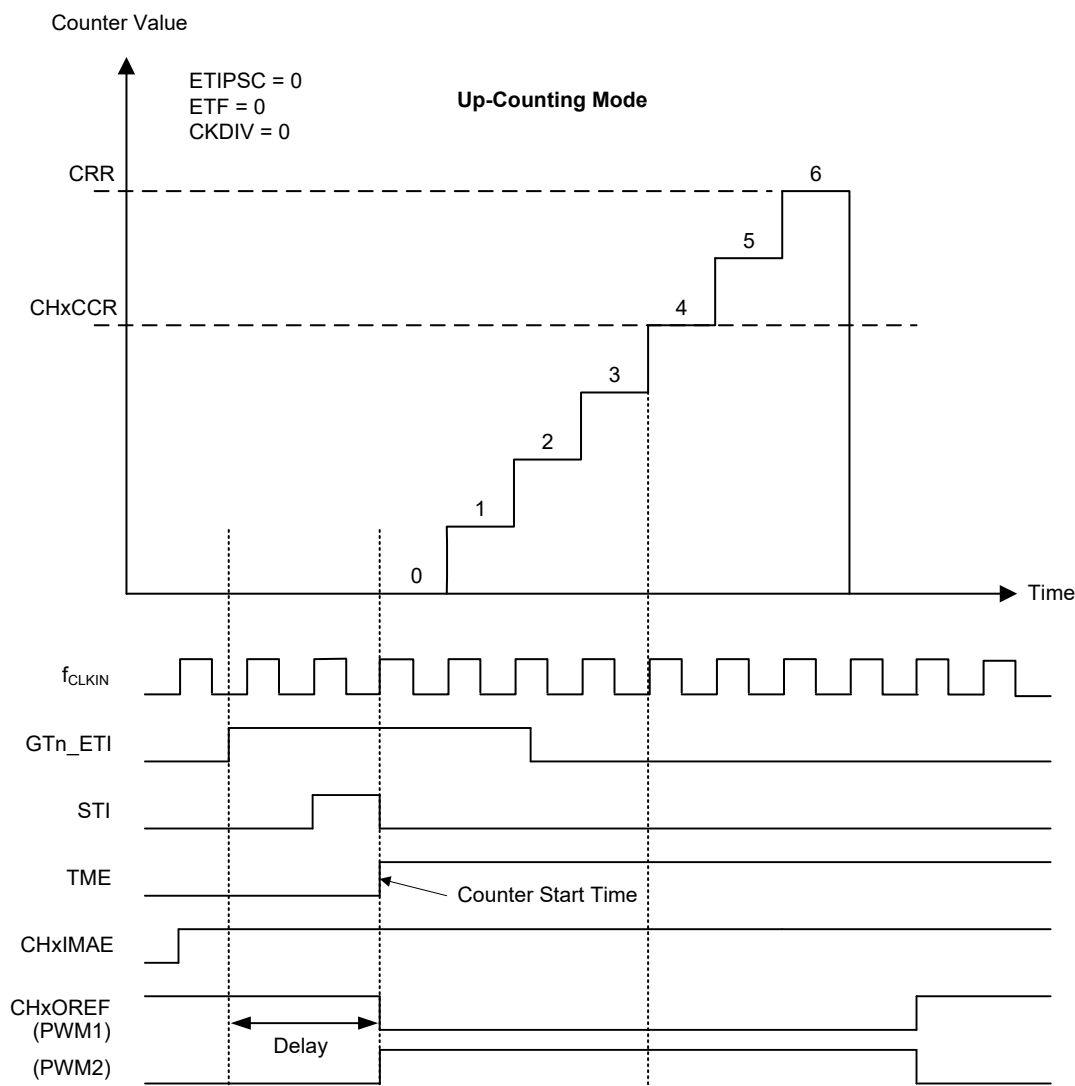 Counter Value
ETIPSC = 0
ETF = 0
CKDIV = 0
Up-Counting Mode
CRR
6
5
CHxCCR
4
3
2
1
0
Time
fCLKIN
GTn_ETI
STI
TME
Counter Start Time
CHxIMAE
CHxOREF
(PWM1)
Delay
(PWM2)